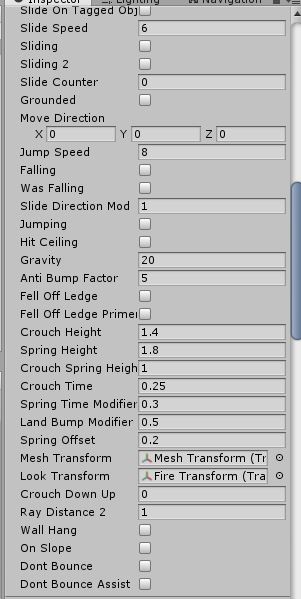 Inspector Lighting Navigation
Slide On Tagged Obj
Slide Speed 6
Sliding
Sliding 2
Slide Counter 0
Grounded
Move Direction
X 0 Y 0 Z 0
Jump Speed 8
Falling
Was Falling
Slide Direction Mod 1
Jumping
Hit Ceiling
Gravity 20
Anti Bump Factor 5
Fell Off Ledge
Fell Off Ledge Primer
Crouch Height 1.4
Spring Height 1.8
Crouch Spring Heigh 1
Crouch Time 0.25
Spring Time Modifier 0.3
Land Bump Modifier 0.5
Spring Offset 0.2
Mesh Transform Mesh Transform (Tr
Look Transform Fire Transform (Tra
Crouch Down Up 0
Ray Distance 2 1
Wall Hang
On Slope
Dont Bounce
Dont Bounce Assist